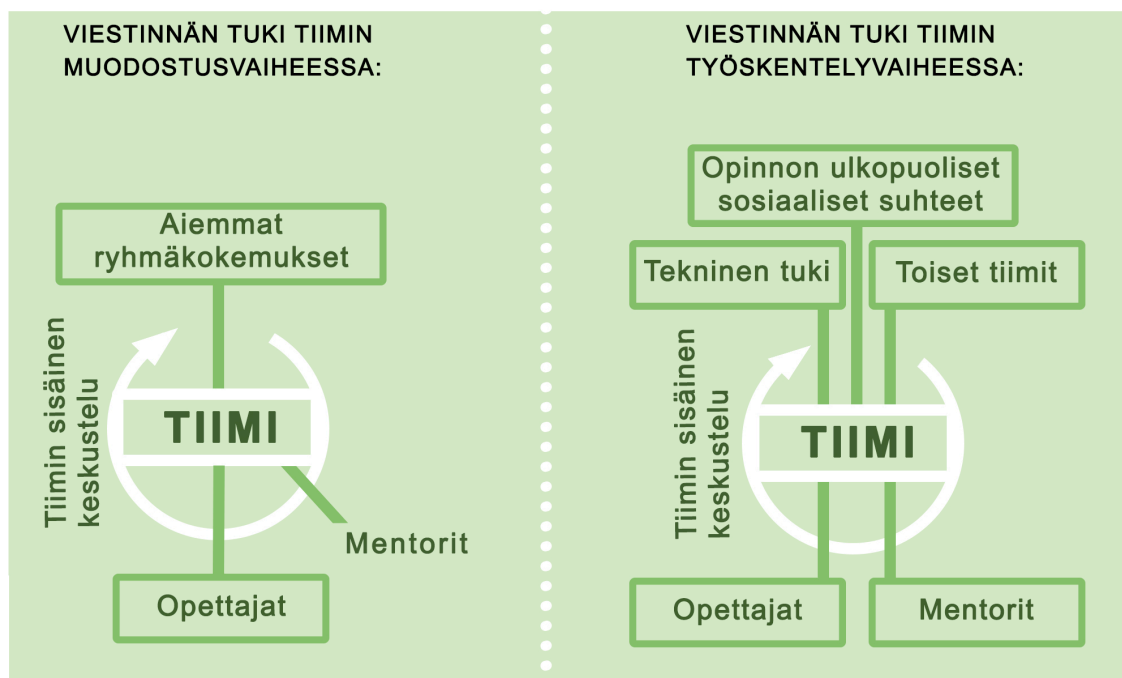 VIESTINNÄN TUKI TIIMIN
MUODOSTUSVAIHEESSA:
Aiemmat
ryhmäkokemukset
Tiimin sisäinen
keskustelu
TIIMI
Mentorit
Opettajat
VIESTINNÄN TUKI TIIMIN
TYÖSKENTELYVAIHEESSA:
Opinnon ulkopuoliset
sosiaaliset suhteet
Tekninen tuki
Toiset tiimit
Tiimin sisäinen
keskustelu
TIIMI
Opettajat
Mentorit